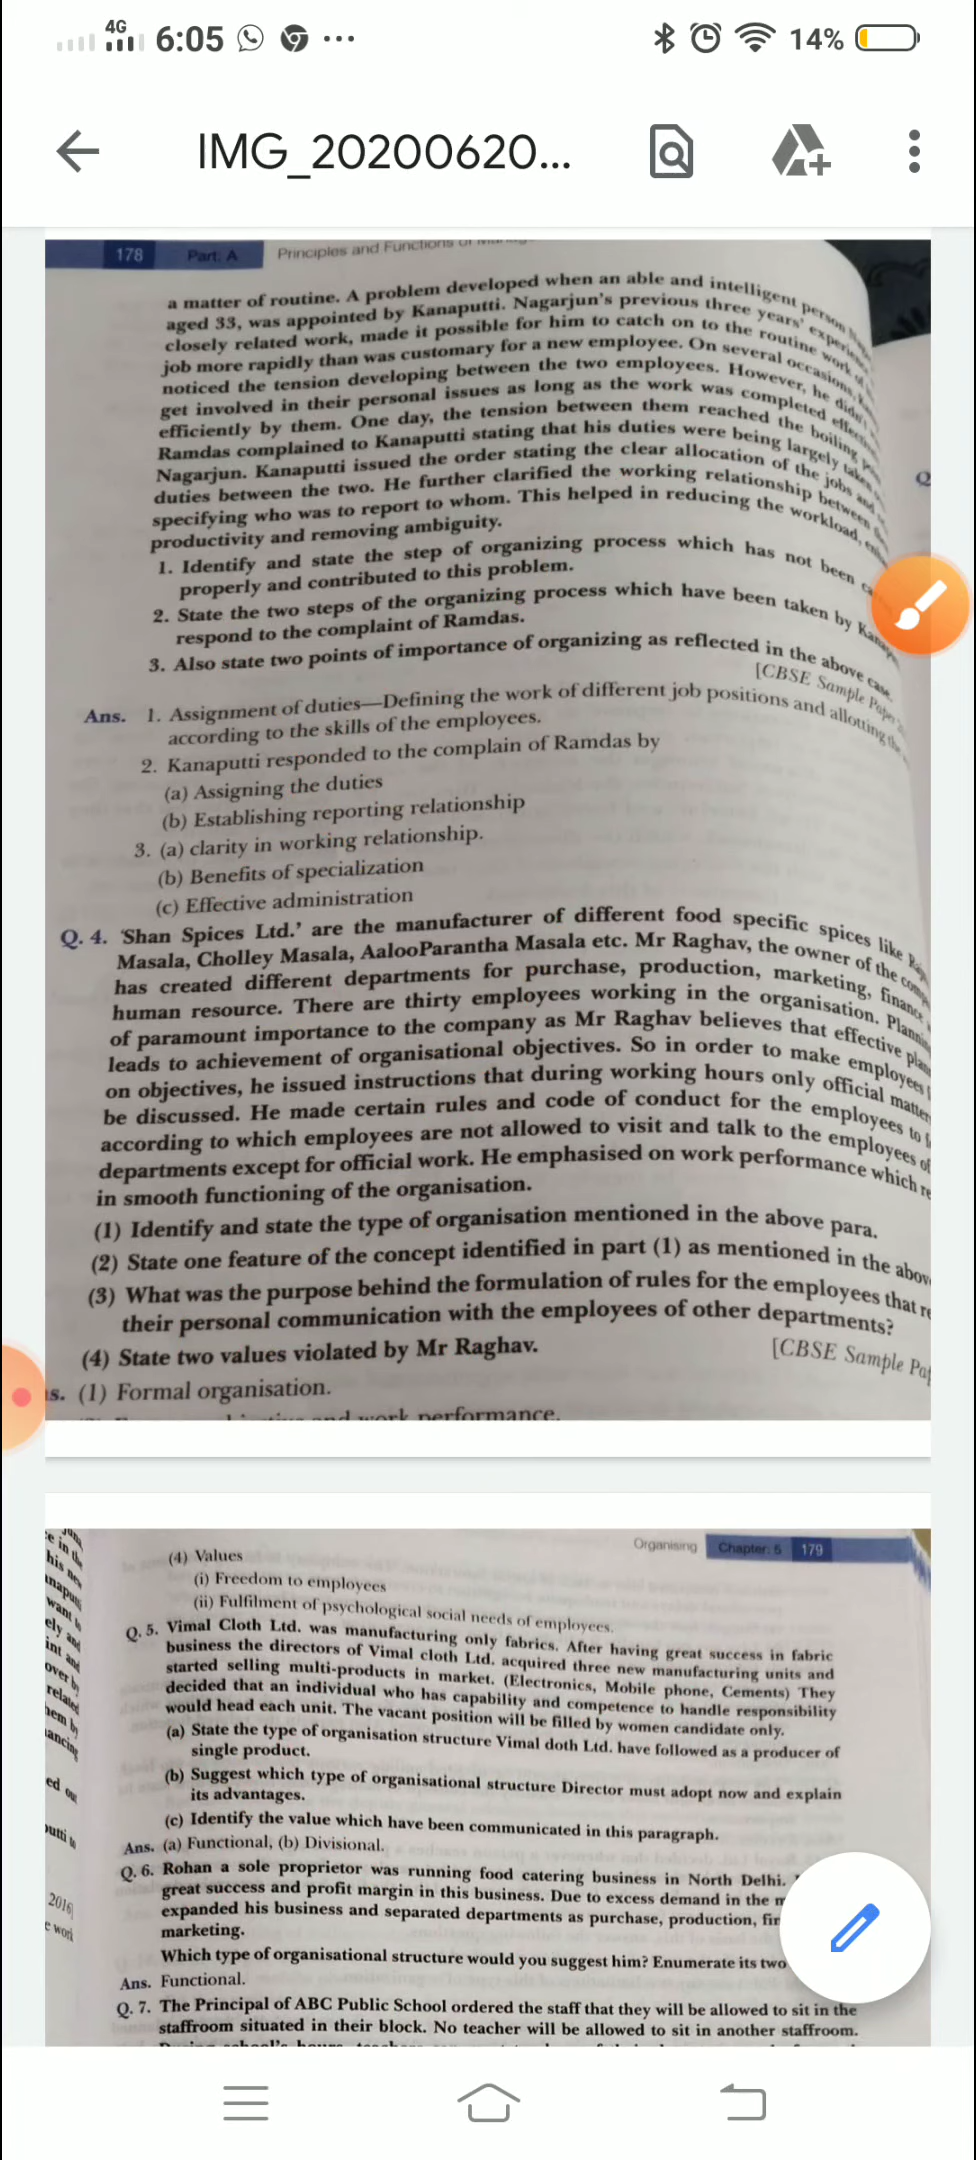 4G 6:05 ... 14%
IMG_20200620...
178 Part: A Principles and Functions
a matter of routine. A problem developed when an able and intelligent person
aged 33, was appointed by Kanaputti. Nagarjun's previous three years'
closely related work, made it possible for him to catch on to the routine work of
job more rapidly than was customary for a new employee. On several occasions,
noticed the tension developing between the two employees. However, he didn't
get involved in their personal issues as long as the work was completed
efficiently by them. One day, the tension between them reached the boiling
Ramdas complained to Kanaputti stating that his duties were being largely taken
Nagarjun. Kanaputti issued the order stating the clear allocation of the jobs and
duties between the two. He further clarified the working relationship between
specifying who was to report to whom. This helped in reducing the workload,
productivity and removing ambiguity.
1. Identify and state the step of organizing process which has not been
properly and contributed to this problem.
2. State the two steps of the organizing process which have been taken by
respond to the complaint of Ramdas.
3. Also state two points of importance of organizing as reflected in the above case.
[CBSE Sample Paper
Ans. 1. Assignment of duties—Defining the work of different job positions and allotting the
according to the skills of the employees.
2. Kanaputti responded to the complain of Ramdas by
(a) Assigning the duties
(b) Establishing reporting relationship
3. (a) clarity in working relationship.
(b) Benefits of specialization
(c) Effective administration
Q. 4. 'Shan Spices Ltd.' are the manufacturer of different food specific spices like
Masala, Cholley Masala, AalooParantha Masala etc. Mr Raghav, the owner of the
has created different departments for purchase, production, marketing, finance
human resource. There are thirty employees working in the organisation.
of paramount importance to the company as Mr Raghav believes that effective
leads to achievement of organisational objectives. So in order to make employees
on objectives, he issued instructions that during working hours only official
be discussed. He made certain rules and code of conduct for the employees to
according to which employees are not allowed to visit and talk to the employees of
departments except for official work. He emphasised on work performance which
in smooth functioning of the organisation.
(1) Identify and state the type of organisation mentioned in the above para.
(2) State one feature of the concept identified in part (1) as mentioned in the
(3) What was the purpose behind the formulation of rules for the employees that
their personal communication with the employees of other departments?
(4) State two values violated by Mr Raghav.
[CBSE Sample
(1) Formal organisation.
and work performance.
Organising Chapter: 5 179
(4) Values
(i) Freedom to employees
(ii) Fulfilment of psychological social needs of employees.
Q. 5. Vimal Cloth Ltd. was manufacturing only fabrics. After having great success in fabric
business the directors of Vimal cloth Ltd. acquired three new manufacturing units and
started selling multi-products in market. (Electronics, Mobile phone, Cements) They
decided that an individual who has capability and competence to handle responsibility
would head each unit. The vacant position will be filled by women candidate only.
(a) State the type of organisation structure Vimal doth Ltd. have followed as a producer of
single product.
(b) Suggest which type of organisational structure Director must adopt now and explain
its advantages.
(c) Identify the value which have been communicated in this paragraph.
Ans. (a) Functional, (b) Divisional.
Q. 6. Rohan a sole proprietor was running food catering business in North Delhi.
great success and profit margin in this business. Due to excess demand in the
expanded his business and separated departments as purchase, production,
marketing.
Which type of organisational structure would you suggest him? Enumerate its two
Ans. Functional.
Q. 7. The Principal of ABC Public School ordered the staff that they will be allowed to sit in the
staffroom situated in their block. No teacher will be allowed to sit in another staffroom.